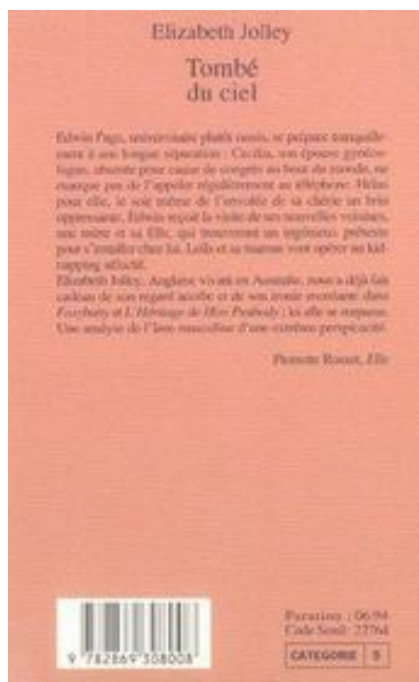 Elizabeth Jolley
Tombé
du ciel
Edwin Page, universitaire plutôt cossu, se prépare tranquille-
ment à son longue séparation : Cecilia, son épouse gynéco-
logue, absente pour cause de congrès au bout du monde, ne
manque pas de l'appeler régulièrement au téléphone. Hélas
pour elle, le soir même de l'envolée de sa chérie un brin
oppressante, Edwin reçoit la visite de ses nouvelles voisines,
une mère et sa fille, qui trouveront un ingénieux prétexte
pour s'installer chez lui. Leila et sa maman vont opérer un kid-
napping affectif.
Elizabeth Jolley, Anglaise vivant en Australie, nous a déjà fait
cadeau de son regard acerbe et de son ironie mordante dans
Foxybaby et L'Héritage de Miss Peabody ; ici elle se surpasse.
Une analyse de l'âme masculine d'une extrême perspicacité.
Pierrette Rosset, Elle
9 782869 308008
Parution : 06/94
Code Seuil : 22764
CATEGORIE 5